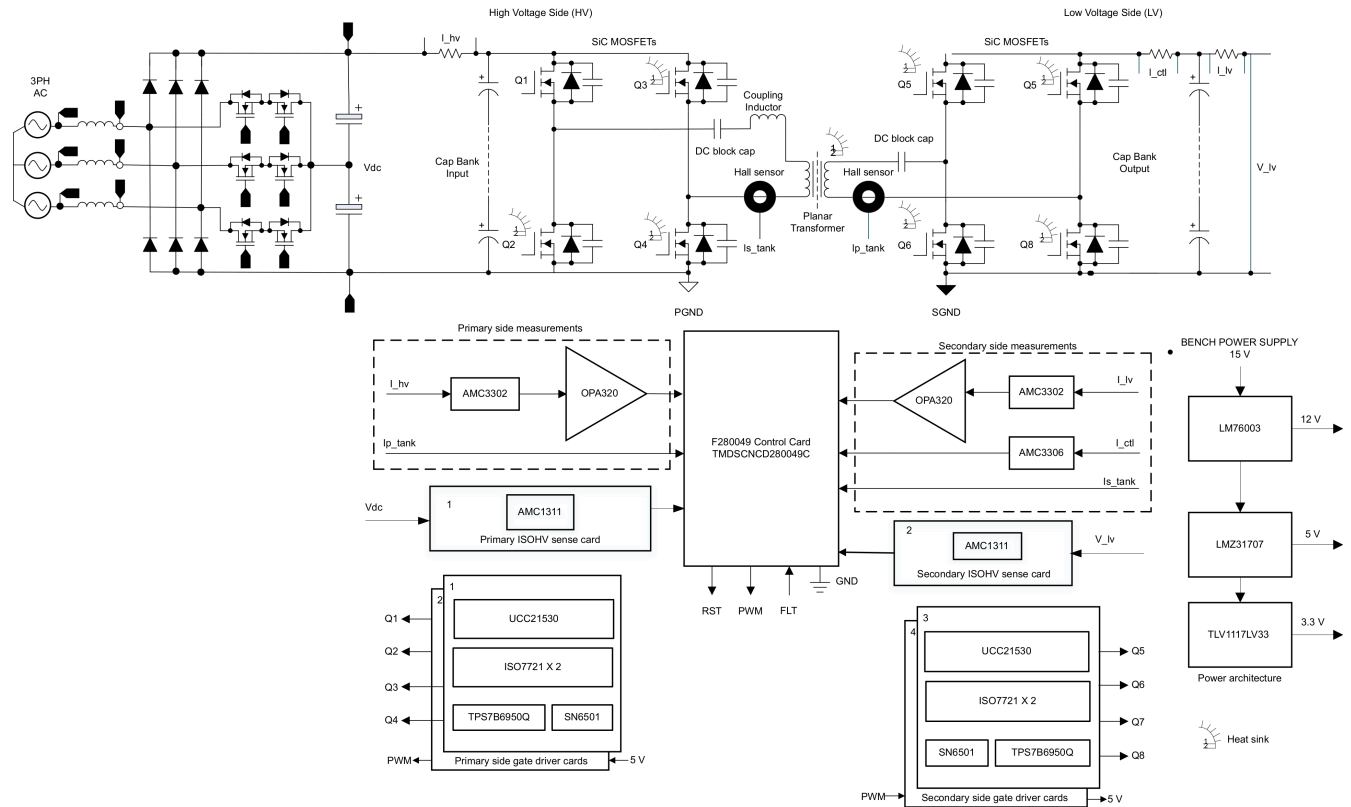 High Voltage Side (HV)
Low Voltage Side (LV)
I_hv
SiC MOSFETs
SiC MOSFETs
3PH
AC
Q1
Q3
Q5
Q5
I_ctl
I_lv
Coupling
Inductor
DC block cap
DC block cap
Vdc
Cap Bank
Input
Hall sensor
Hall sensor
Cap Bank
Output
V_lv
Planar
Transformer
Q2
Q4
Is_tank
Ip_tank
Q6
Q8
PGND
SGND
Primary side measurements
Secondary side measurements
BENCH POWER SUPPLY
15 V
I_hv
AMC3302
OPA320
OPA320
AMC3302
I_lv
LM76003
12 V
Ip_tank
F280049 Control Card
TMDSCNCD280049C
AMC3306
I_ctl
Is_tank
Vdc
1
AMC1311
Primary ISOHV sense card
2
AMC1311
Secondary ISOHV sense card
V_lv
LMZ31707
5 V
GND
RST
PWM
FLT
1
2
UCC21530
ISO7721 X 2
TPS7B6950Q
SN6501
Primary side gate driver cards
Q1
Q2
Q3
Q4
PWM
5 V
3
4
UCC21530
ISO7721 X 2
SN6501
TPS7B6950Q
Secondary side gate driver cards
Q5
Q6
Q7
Q8
PWM
5 V
TLV1117LV33
3.3 V
Power architecture
Heat sink